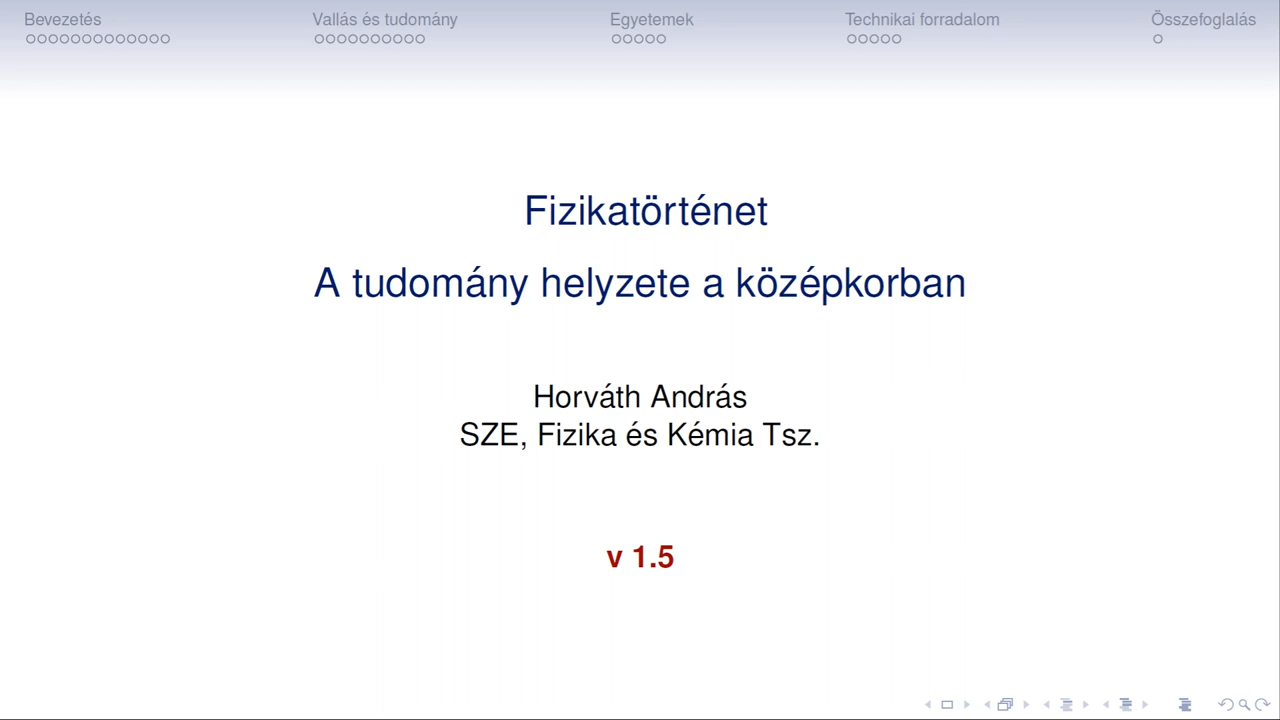 Bevezetés
Vallás és tudomány
Egyetemek
Technikai forradalom
Összefoglalás
Fizikatörténet
A tudomány helyzete a középkorban
Horváth András
SZE, Fizika és Kémia Tsz.
v 1.5